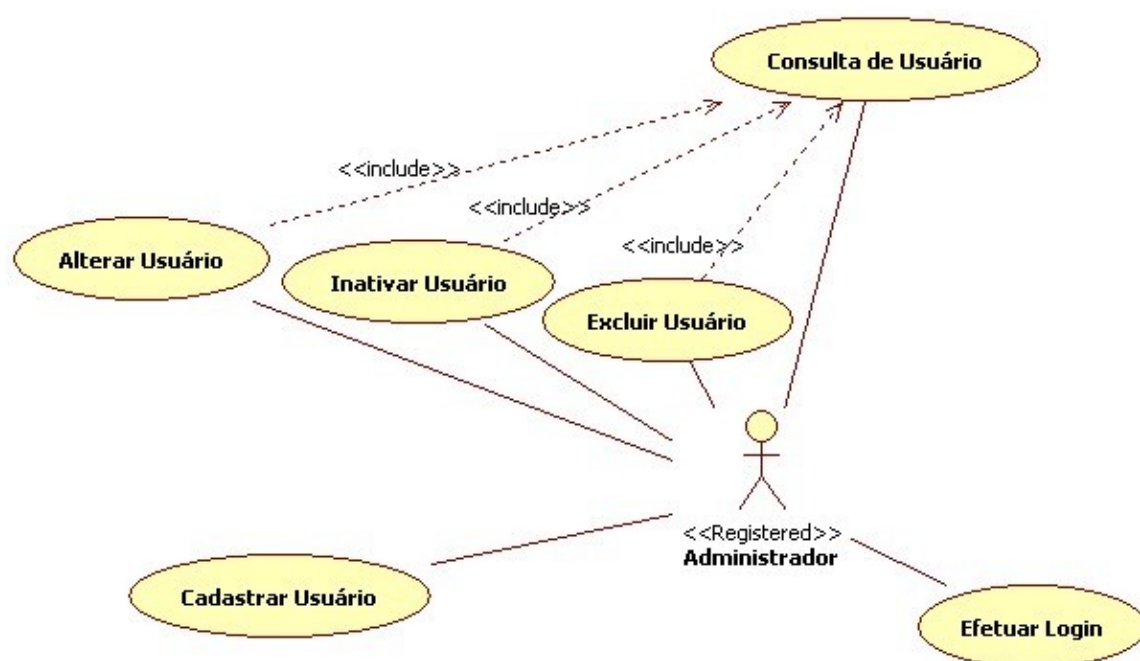 Consulta de Usuário
<<include>>
<<include>>
<<include>>
Alterar Usuário
Inativar Usuário
Excluir Usuário
<<Registered>>
Administrador
Cadastrar Usuário
Efetuar Login